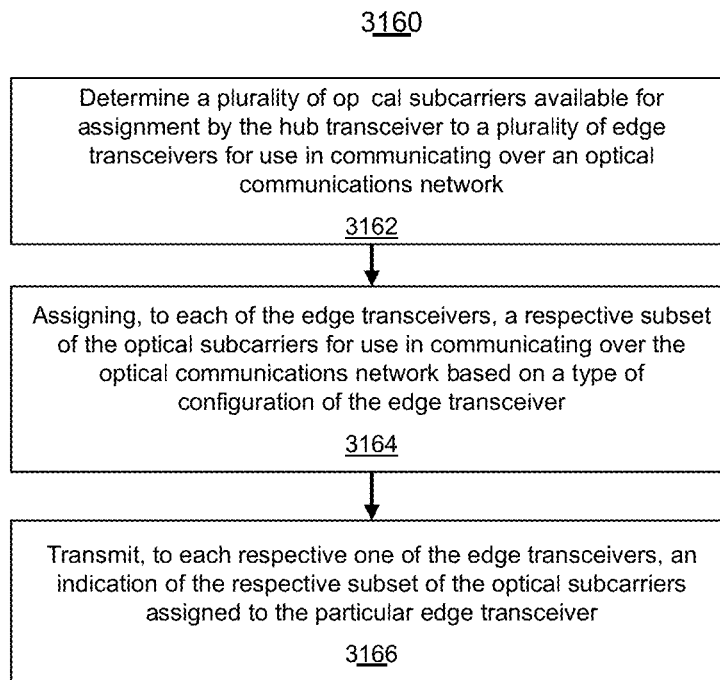 3160
Determine a plurality of op cal subcarriers available for
assignment by the hub transceiver to a plurality of edge
transceivers for use in communicating over an optical
communications network
3162
Assigning, to each of the edge transceivers, a respective subset
of the optical subcarriers for use in communicating over the
optical communications network based on a type of
configuration of the edge transceiver
3164
Transmit, to each respective one of the edge transceivers, an
indication of the respective subset of the optical subcarriers
assigned to the particular edge transceiver
3166